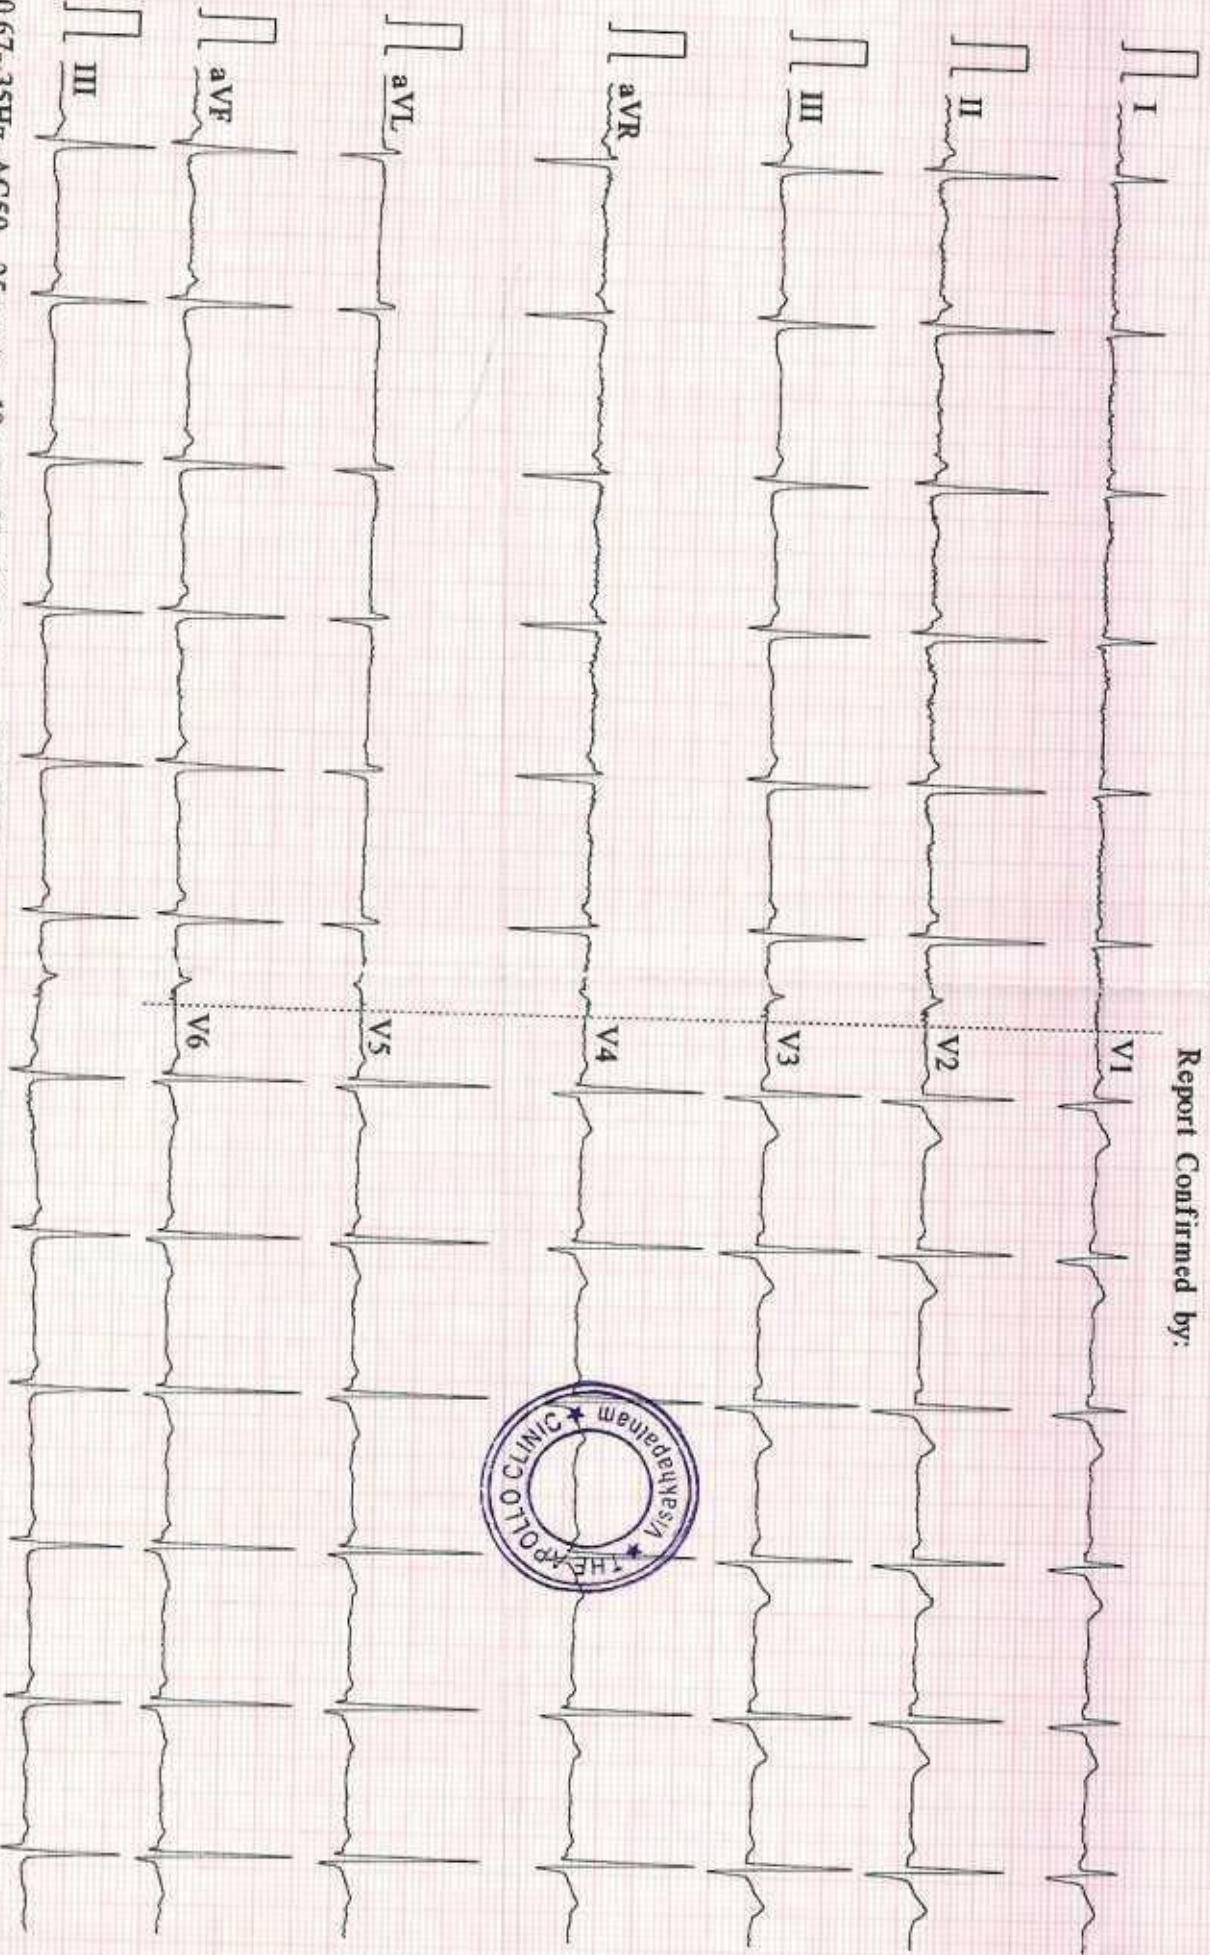 Report Confirmed by:
I
V1
II
V2
III
V3
aVR
V4
aVL
V5
aVF
V6
III
THE APOLLO CLINIC ★ Visakhapatnam ★